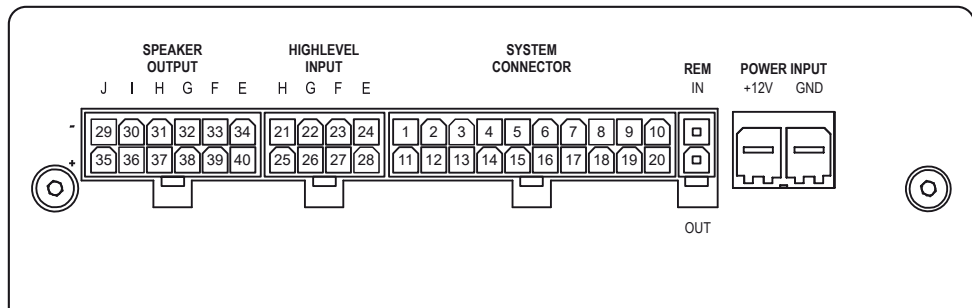 SPEAKER OUTPUT
HIGHLEVEL INPUT
SYSTEM CONNECTOR
REM
IN
POWER INPUT
+12V GND
J I H G F E
H G F E
- 29 30 31 32 33 34
21 22 23 24
1 2 3 4 5 6 7 8 9 10
+ 35 36 37 38 39 40
25 26 27 28
11 12 13 14 15 16 17 18 19 20
OUT